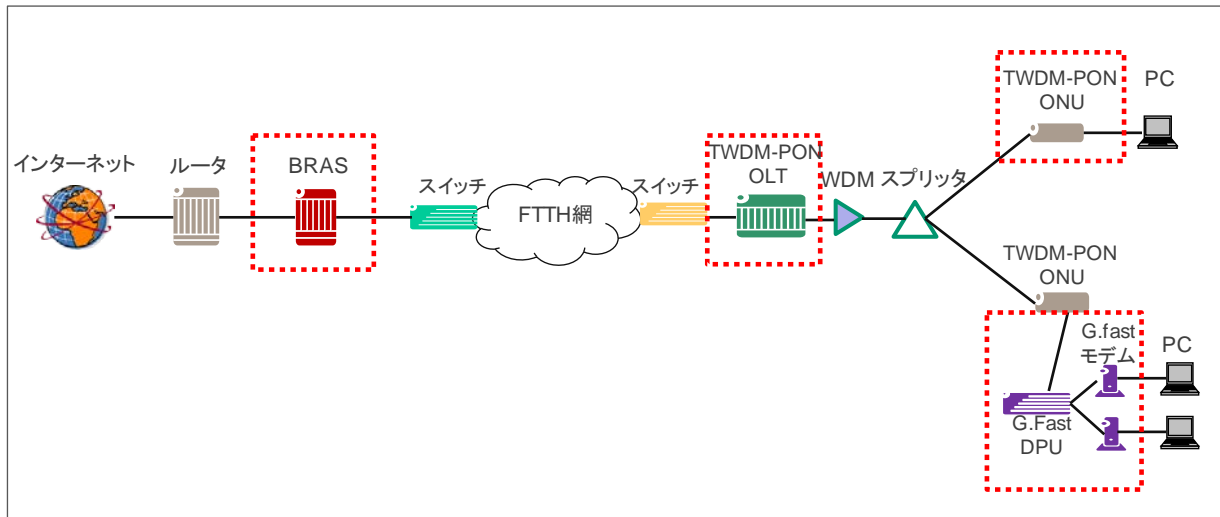 インターネット
ルータ
BRAS
スイッチ
FTTH網
スイッチ
TWDM-PON
OLT
WDM
スプリッタ
TWDM-PON
ONU
PC
TWDM-PON
ONU
G.fast
モデム
PC
G.Fast
DPU